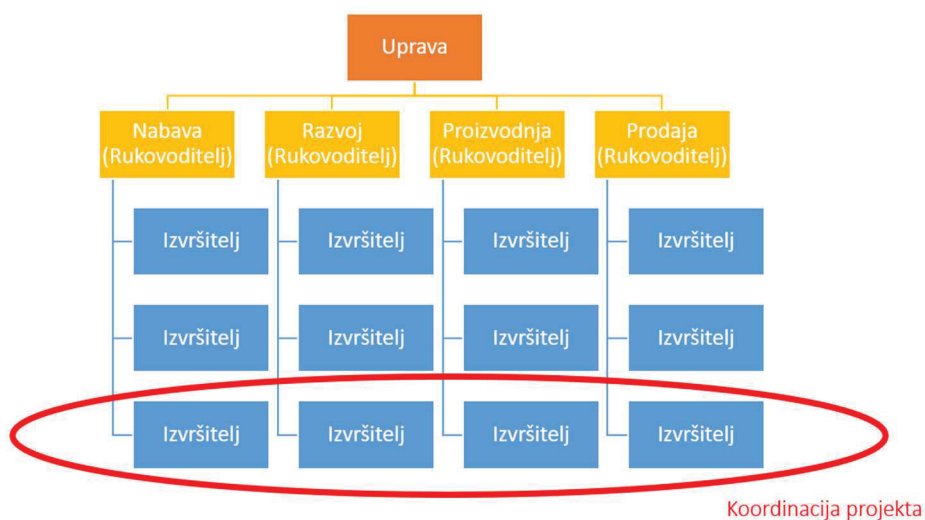 Uprava
Nabava
(Rukovoditelj)
Razvoj
(Rukovoditelj)
Proizvodnja
(Rukovoditelj)
Prodaja
(Rukovoditelj)
Izvršitelj
Izvršitelj
Izvršitelj
Izvršitelj
Izvršitelj
Izvršitelj
Izvršitelj
Izvršitelj
Izvršitelj
Izvršitelj
Izvršitelj
Izvršitelj
Koordinacija projekta